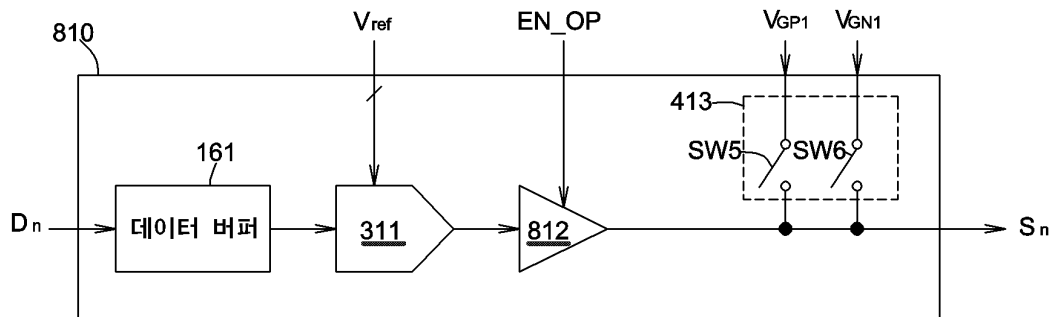 810
Vref
EN_OP
VGP1
VGN1
413
SW5
SW6
161
Dn
데이터 버퍼
311
812
Sn